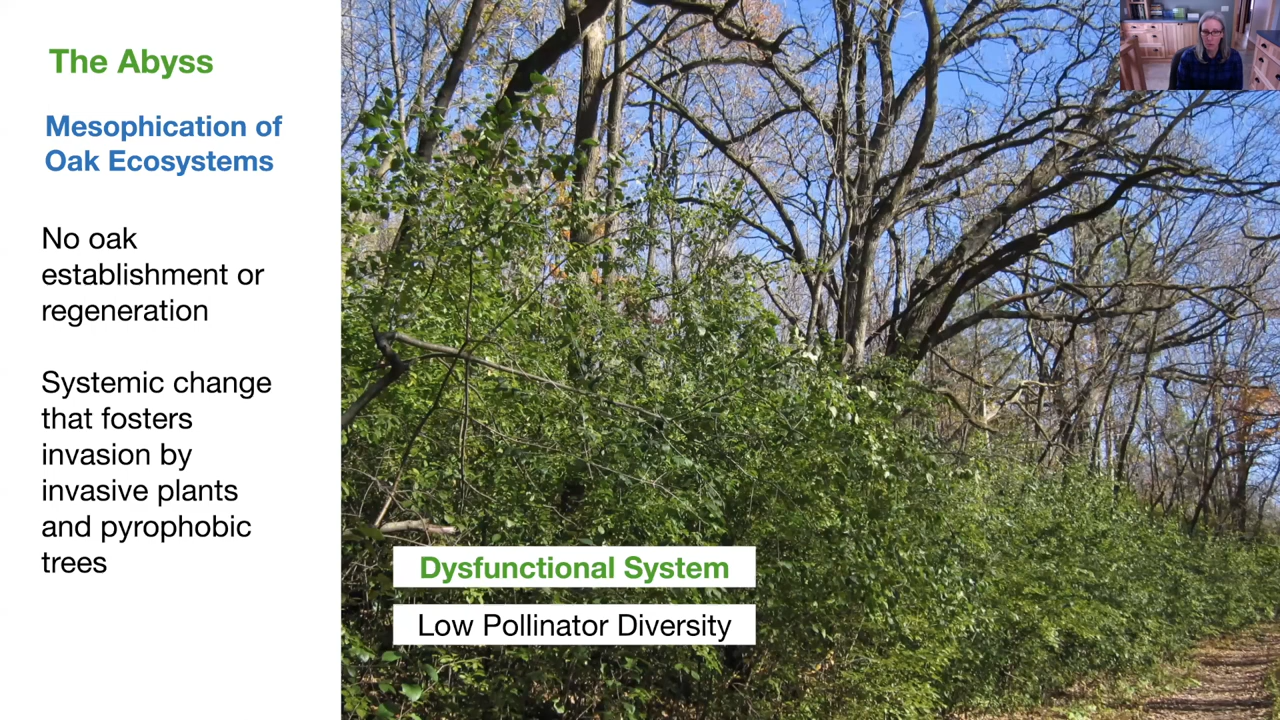 The Abyss
Mesophication of
Oak Ecosystems
No oak
establishment or
regeneration
Systemic change
that fosters
invasion by
invasive plants
and pyrophobic
trees
Dysfunctional System
Low Pollinator Diversity